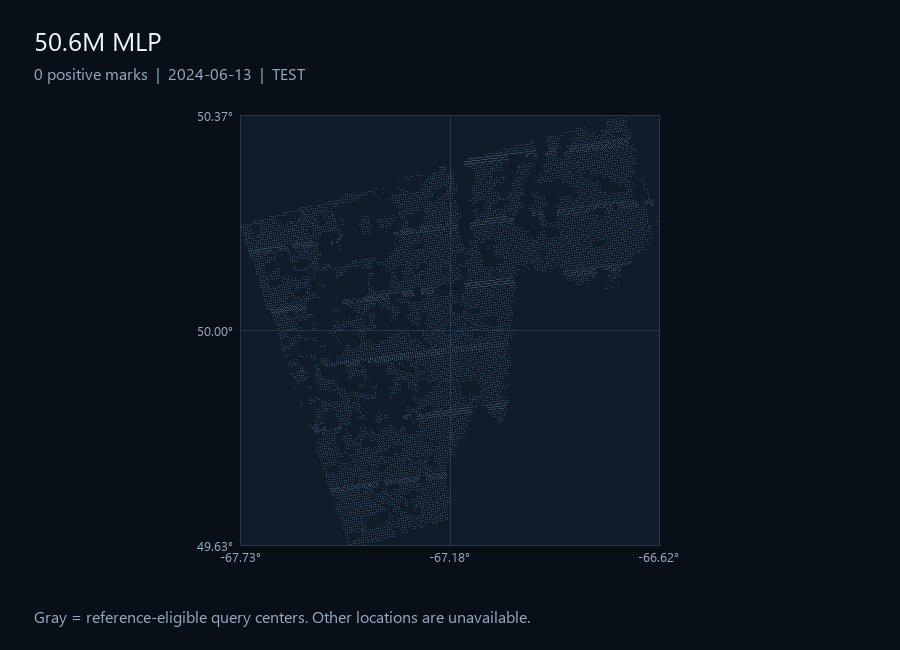 50.6M MLP
0 positive marks | 2024-06-13 | TEST
50.37°
50.00°
49.63°
-67.73°
-67.18°
-66.62°
Gray = reference-eligible query centers. Other locations are unavailable.